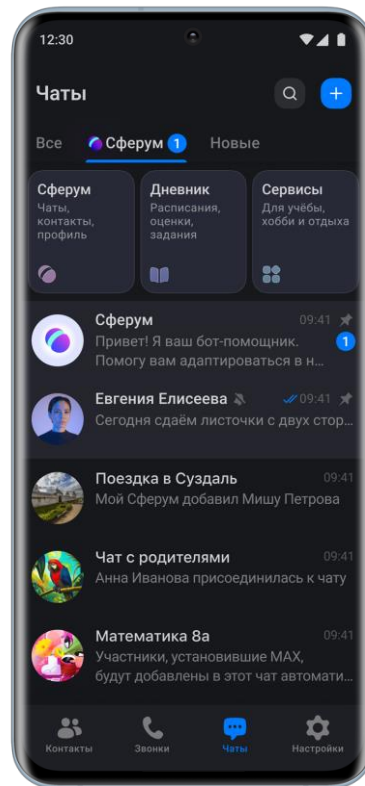 12:30
Чаты
Все Сферум 1 Новые
Сферум
Чаты,
контакты,
профиль
Дневник
Расписания,
оценки,
задания
Сервисы
Для учёбы,
хобби и отдыха
Сферум 09:41
Привет! Я ваш бот-помощник. 1
Помогу вам адаптироваться в н...
Евгения Елисеева 09:41
Сегодня сдаём листочки с двух стор...
Поездка в Суздаль 09:41
Мой Сферум добавил Мишу Петрова
Чат с родителями 09:41
Анна Иванова присоединилась к чату
Математика 8а 09:41
Участники, установившие MAX,
будут добавлены в этот чат автомати...
Контакты Звонки Чаты Настройки